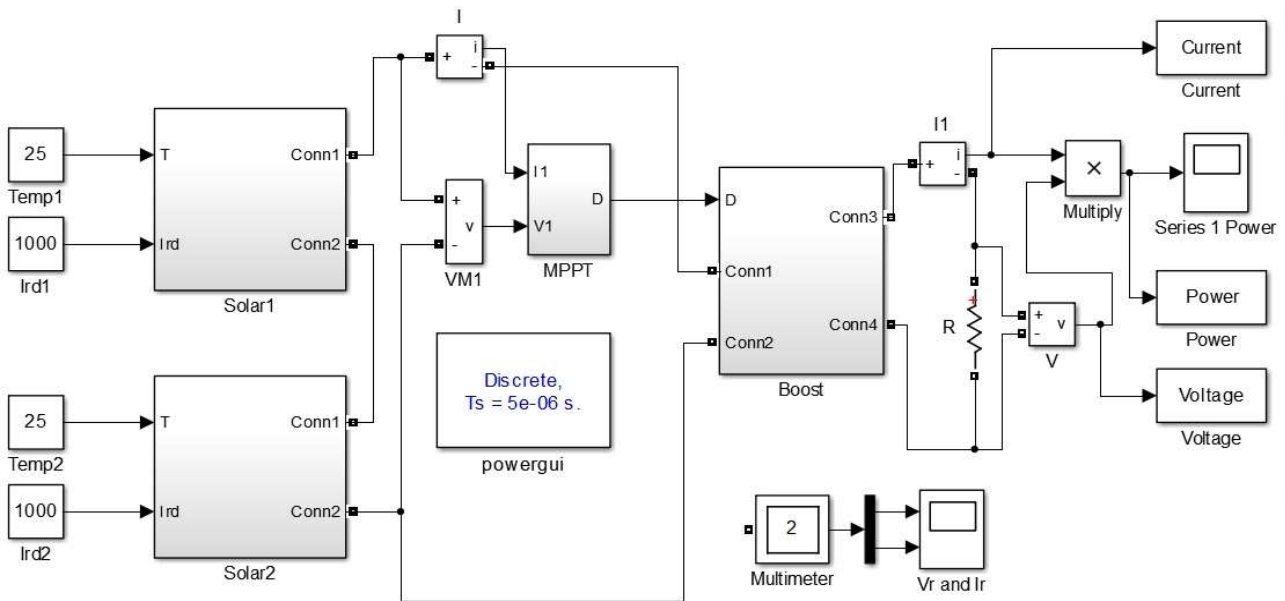 I
i
+
-
Current
Current
I1
i
+
-
25
T
Conn1
Temp1
I1
D
V1
MPPT
+
v
-
VM1
D
Conn3
×
Multiply
Series 1 Power
1000
Ird
Conn2
Ird1
Solar1
Conn1
Conn4
Conn2
Boost
+
R
+
v
-
V
Power
Power
Discrete,
Ts = 5e-06 s.
powergui
Voltage
Voltage
25
T
Conn1
Temp2
1000
Ird
Conn2
Ird2
Solar2
2
Multimeter
Vr and Ir